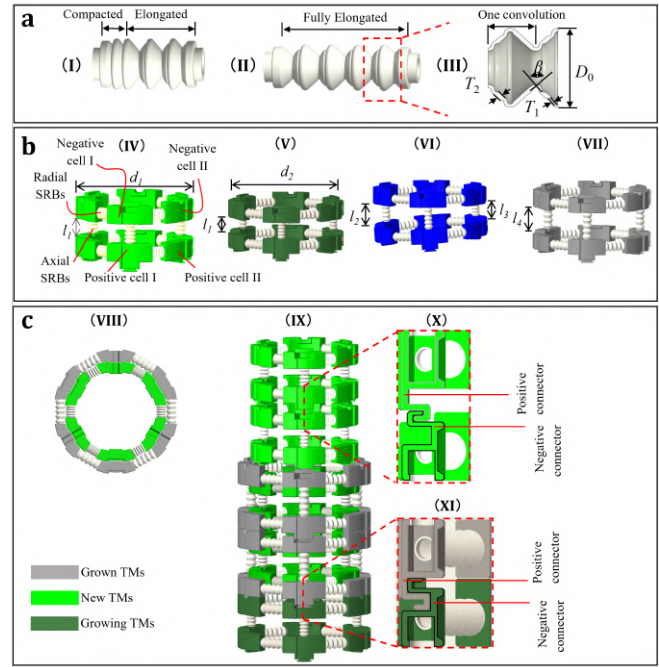 a
Compacted
Elongated
(I)
Fully Elongated
(II)
One convolution
(III)
β
D0
T2
T1
b
Negative
cell I
(IV)
Negative
cell II
Radial
SRBs
d1
l1
Axial
SRBs
Positive cell I
Positive cell II
(V)
d2
l1
(VI)
l2
l3
(VII)
l4
c
(VIII)
(IX)
(X)
Positive
connector
Negative
connector
(XI)
Positive
connector
Negative
connector
Grown TMs
New TMs
Growing TMs